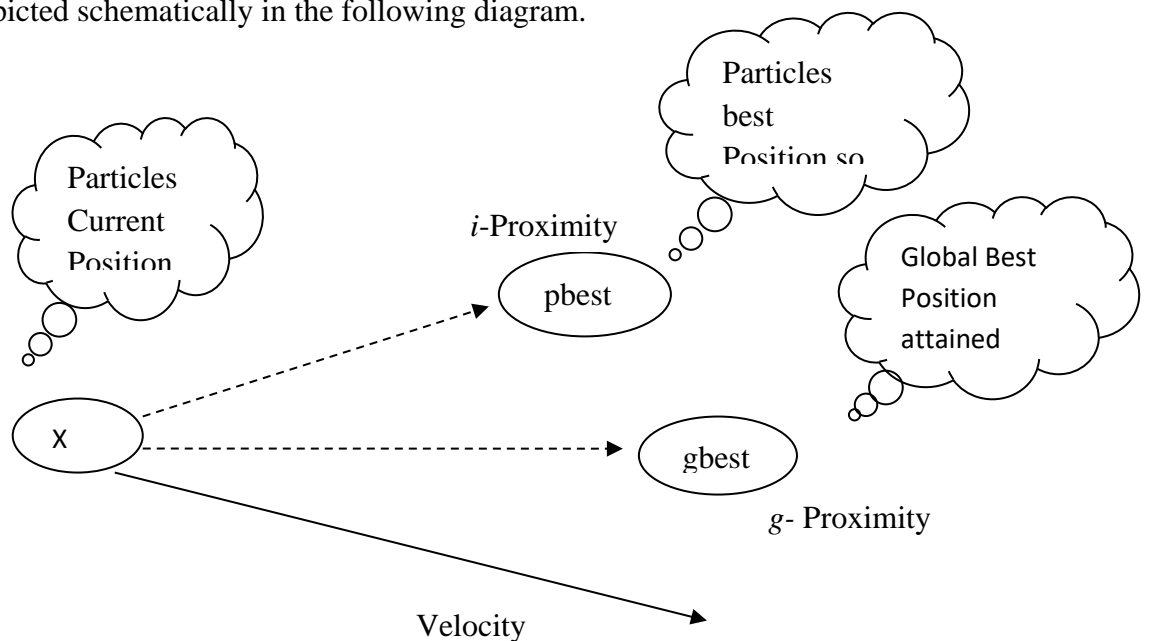 picted schematically in the following diagram.
Particles
best
Position so
Particles
Current
Position
i-Proximity
pbest
Global Best
Position
attained
X
gbest
g- Proximity
Velocity